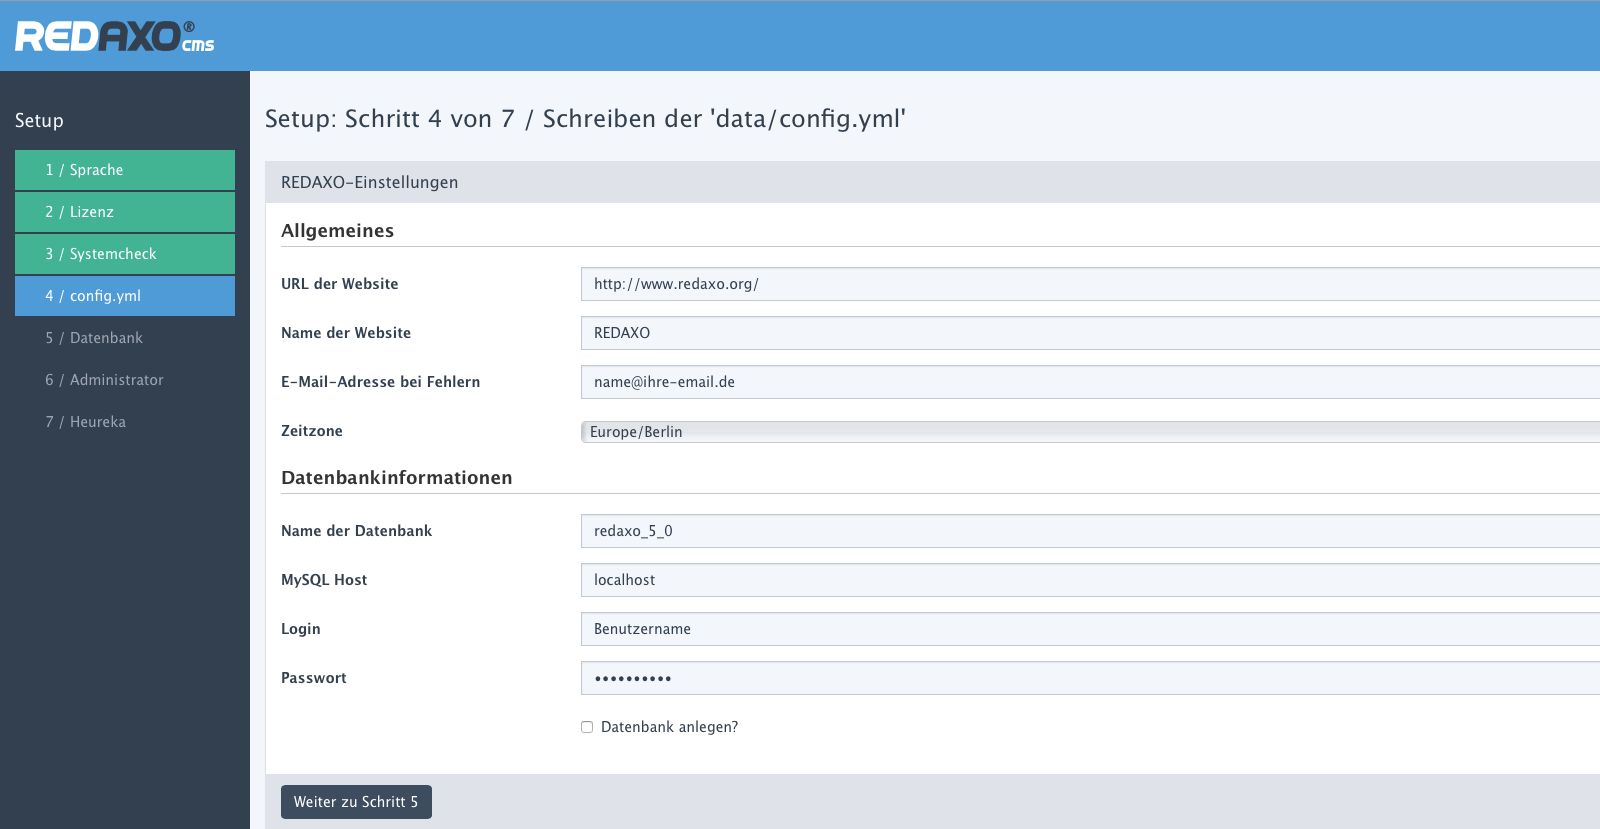 REDAXO® cms
Setup
1 / Sprache
2 / Lizenz
3 / Systemcheck
4 / config.yml
5 / Datenbank
6 / Administrator
7 / Heureka
Setup: Schritt 4 von 7 / Schreiben der 'data/config.yml'
REDAXO-Einstellungen
Allgemeines
URL der Website http://www.redaxo.org/
Name der Website REDAXO
E-Mail-Adresse bei Fehlern name@ihre-email.de
Zeitzone Europe/Berlin
Datenbankinformationen
Name der Datenbank redaxo_5_0
MySQL Host localhost
Login Benutzername
Passwort ••••••••••
Datenbank anlegen?
Weiter zu Schritt 5